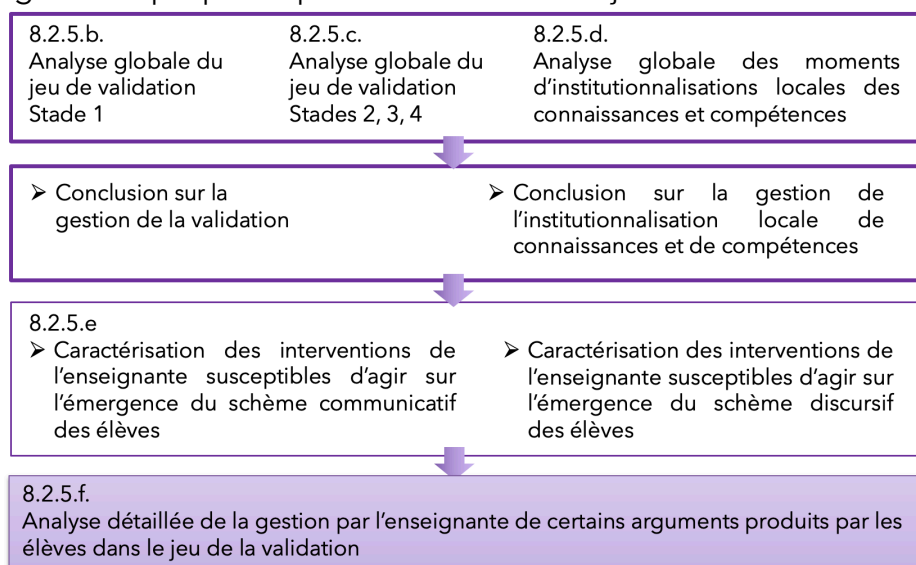 8.2.5.b.
Analyse globale du
jeu de validation
Stade 1
8.2.5.c.
Analyse globale du
jeu de validation
Stades 2, 3, 4
8.2.5.d.
Analyse globale des moments
d'institutionnalisations locales des
connaissances et compétences
➢ Conclusion sur la
gestion de la validation
➢ Conclusion sur la gestion de
l'institutionnalisation locale de
connaissances et de compétences
8.2.5.e
➢ Caractérisation des interventions de
l'enseignante susceptibles d'agir sur
l'émergence du schème communicatif
des élèves
➢ Caractérisation des interventions de
l'enseignante susceptibles d'agir sur
l'émergence du schème discursif
des élèves
8.2.5.f.
Analyse détaillée de la gestion par l'enseignante de certains arguments produits par les
élèves dans le jeu de la validation